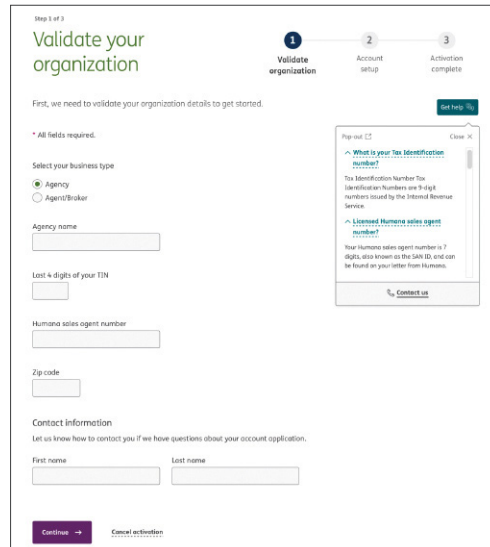 Step 1 of 3
Validate your
organization
1
2
3
Validate
organization
Account
setup
Activation
complete
First, we need to validate your organization details to get started.
Get help
* All fields required.
Select your business type
Agency
Agent/Broker
Agency name
Last 4 digits of your TIN
Humana sales agent number
Zip code
Contact information
Let us know how to contact you if we have questions about your account application.
First name
Last name
Continue →
Cancel activation
Pop-out
Close ×
What is your Tax Identification
number?
Tax Identification Number Tax
Identification Numbers are 9-digit
numbers issued by the Internal Revenue
Service.
Licensed Humana sales agent
number?
Your Humana sales agent number is 7
digits, also known as the SAN ID, and can
be found on your letter from Humana.
Contact us